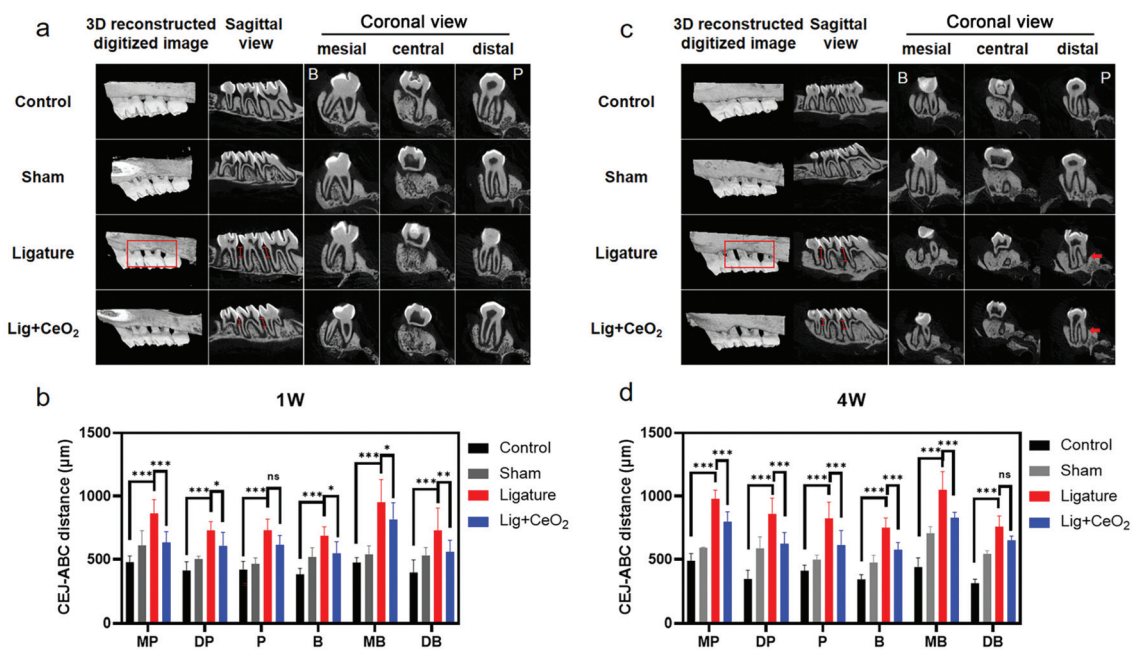 a
3D reconstructed digitized image
Sagittal view
Coronal view
mesial
central
distal
B
P
Control
Sham
Ligature
Lig+CeO₂
c
3D reconstructed digitized image
Sagittal view
Coronal view
mesial
central
distal
B
P
Control
Sham
Ligature
Lig+CeO₂
b
1W
CEJ-ABC distance (μm)
1500
1000
500
0
*** ***
*** *
*** ns
*** *
*** *
*** **
MP DP P B MB DB
Control
Sham
Ligature
Lig+CeO₂
d
4W
CEJ-ABC distance (μm)
1500
1000
500
0
*** ***
*** ***
*** ***
*** ***
*** ***
*** ns
MP DP P B MB DB
Control
Sham
Ligature
Lig+CeO₂